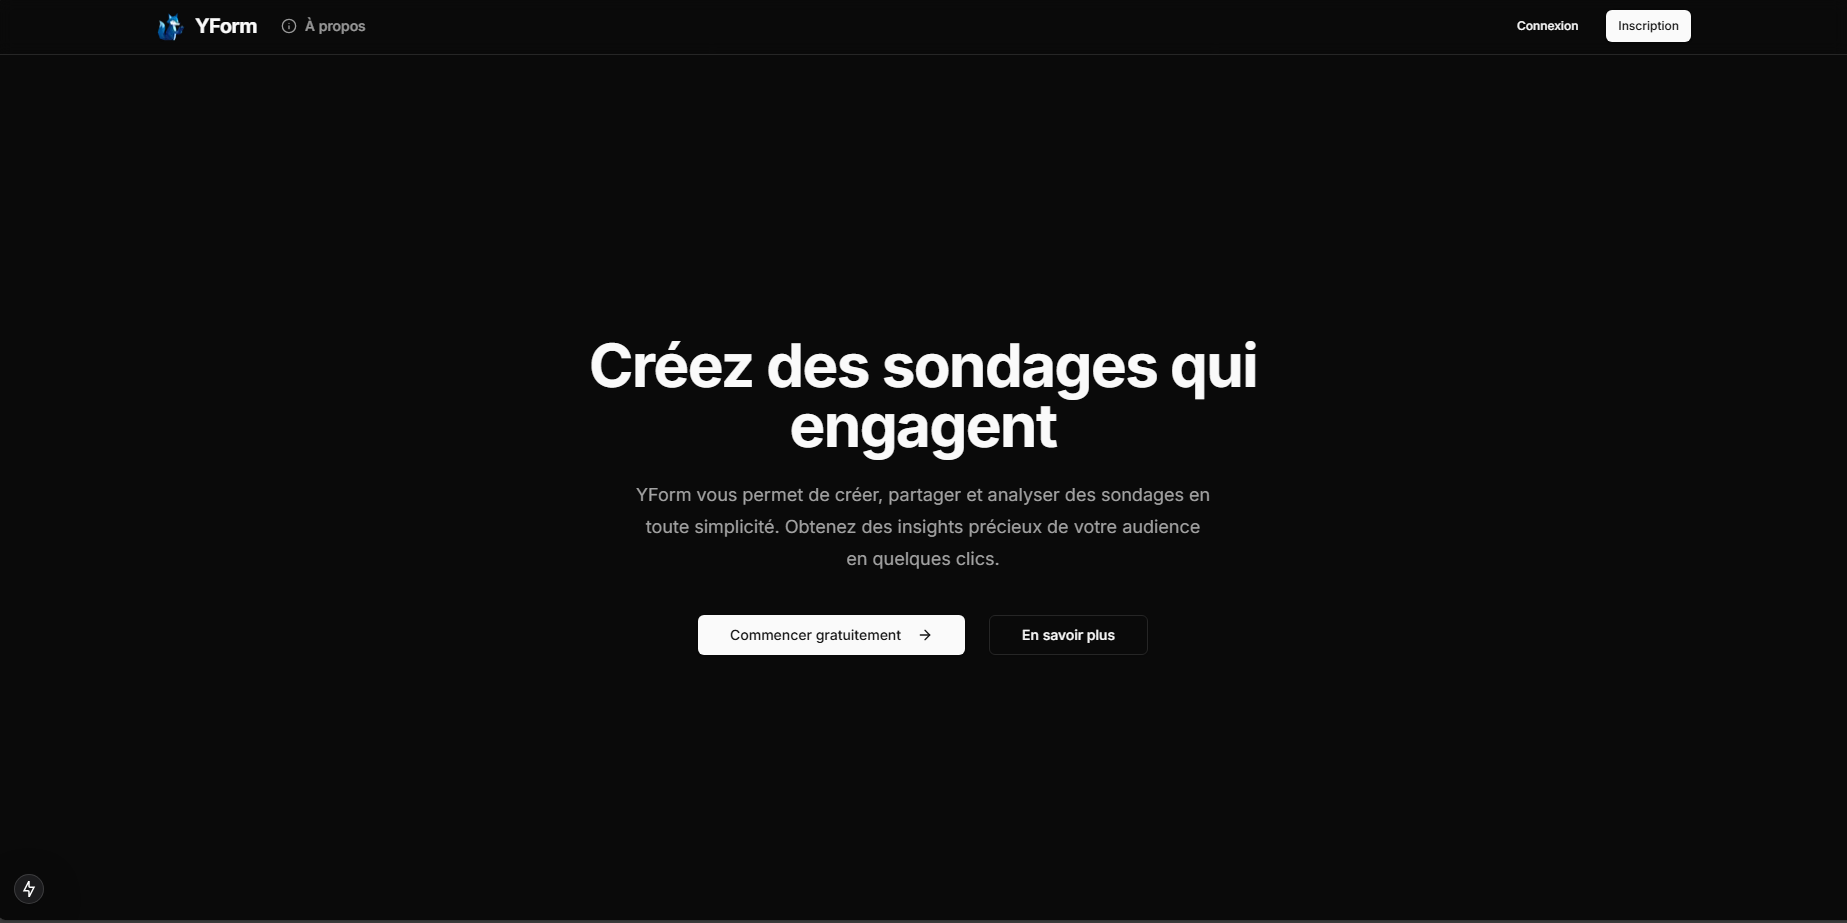 YForm
À propos
Connexion
Inscription
Créez des sondages qui
engagent
YForm vous permet de créer, partager et analyser des sondages en
toute simplicité. Obtenez des insights précieux de votre audience
en quelques clics.
Commencer gratuitement
En savoir plus